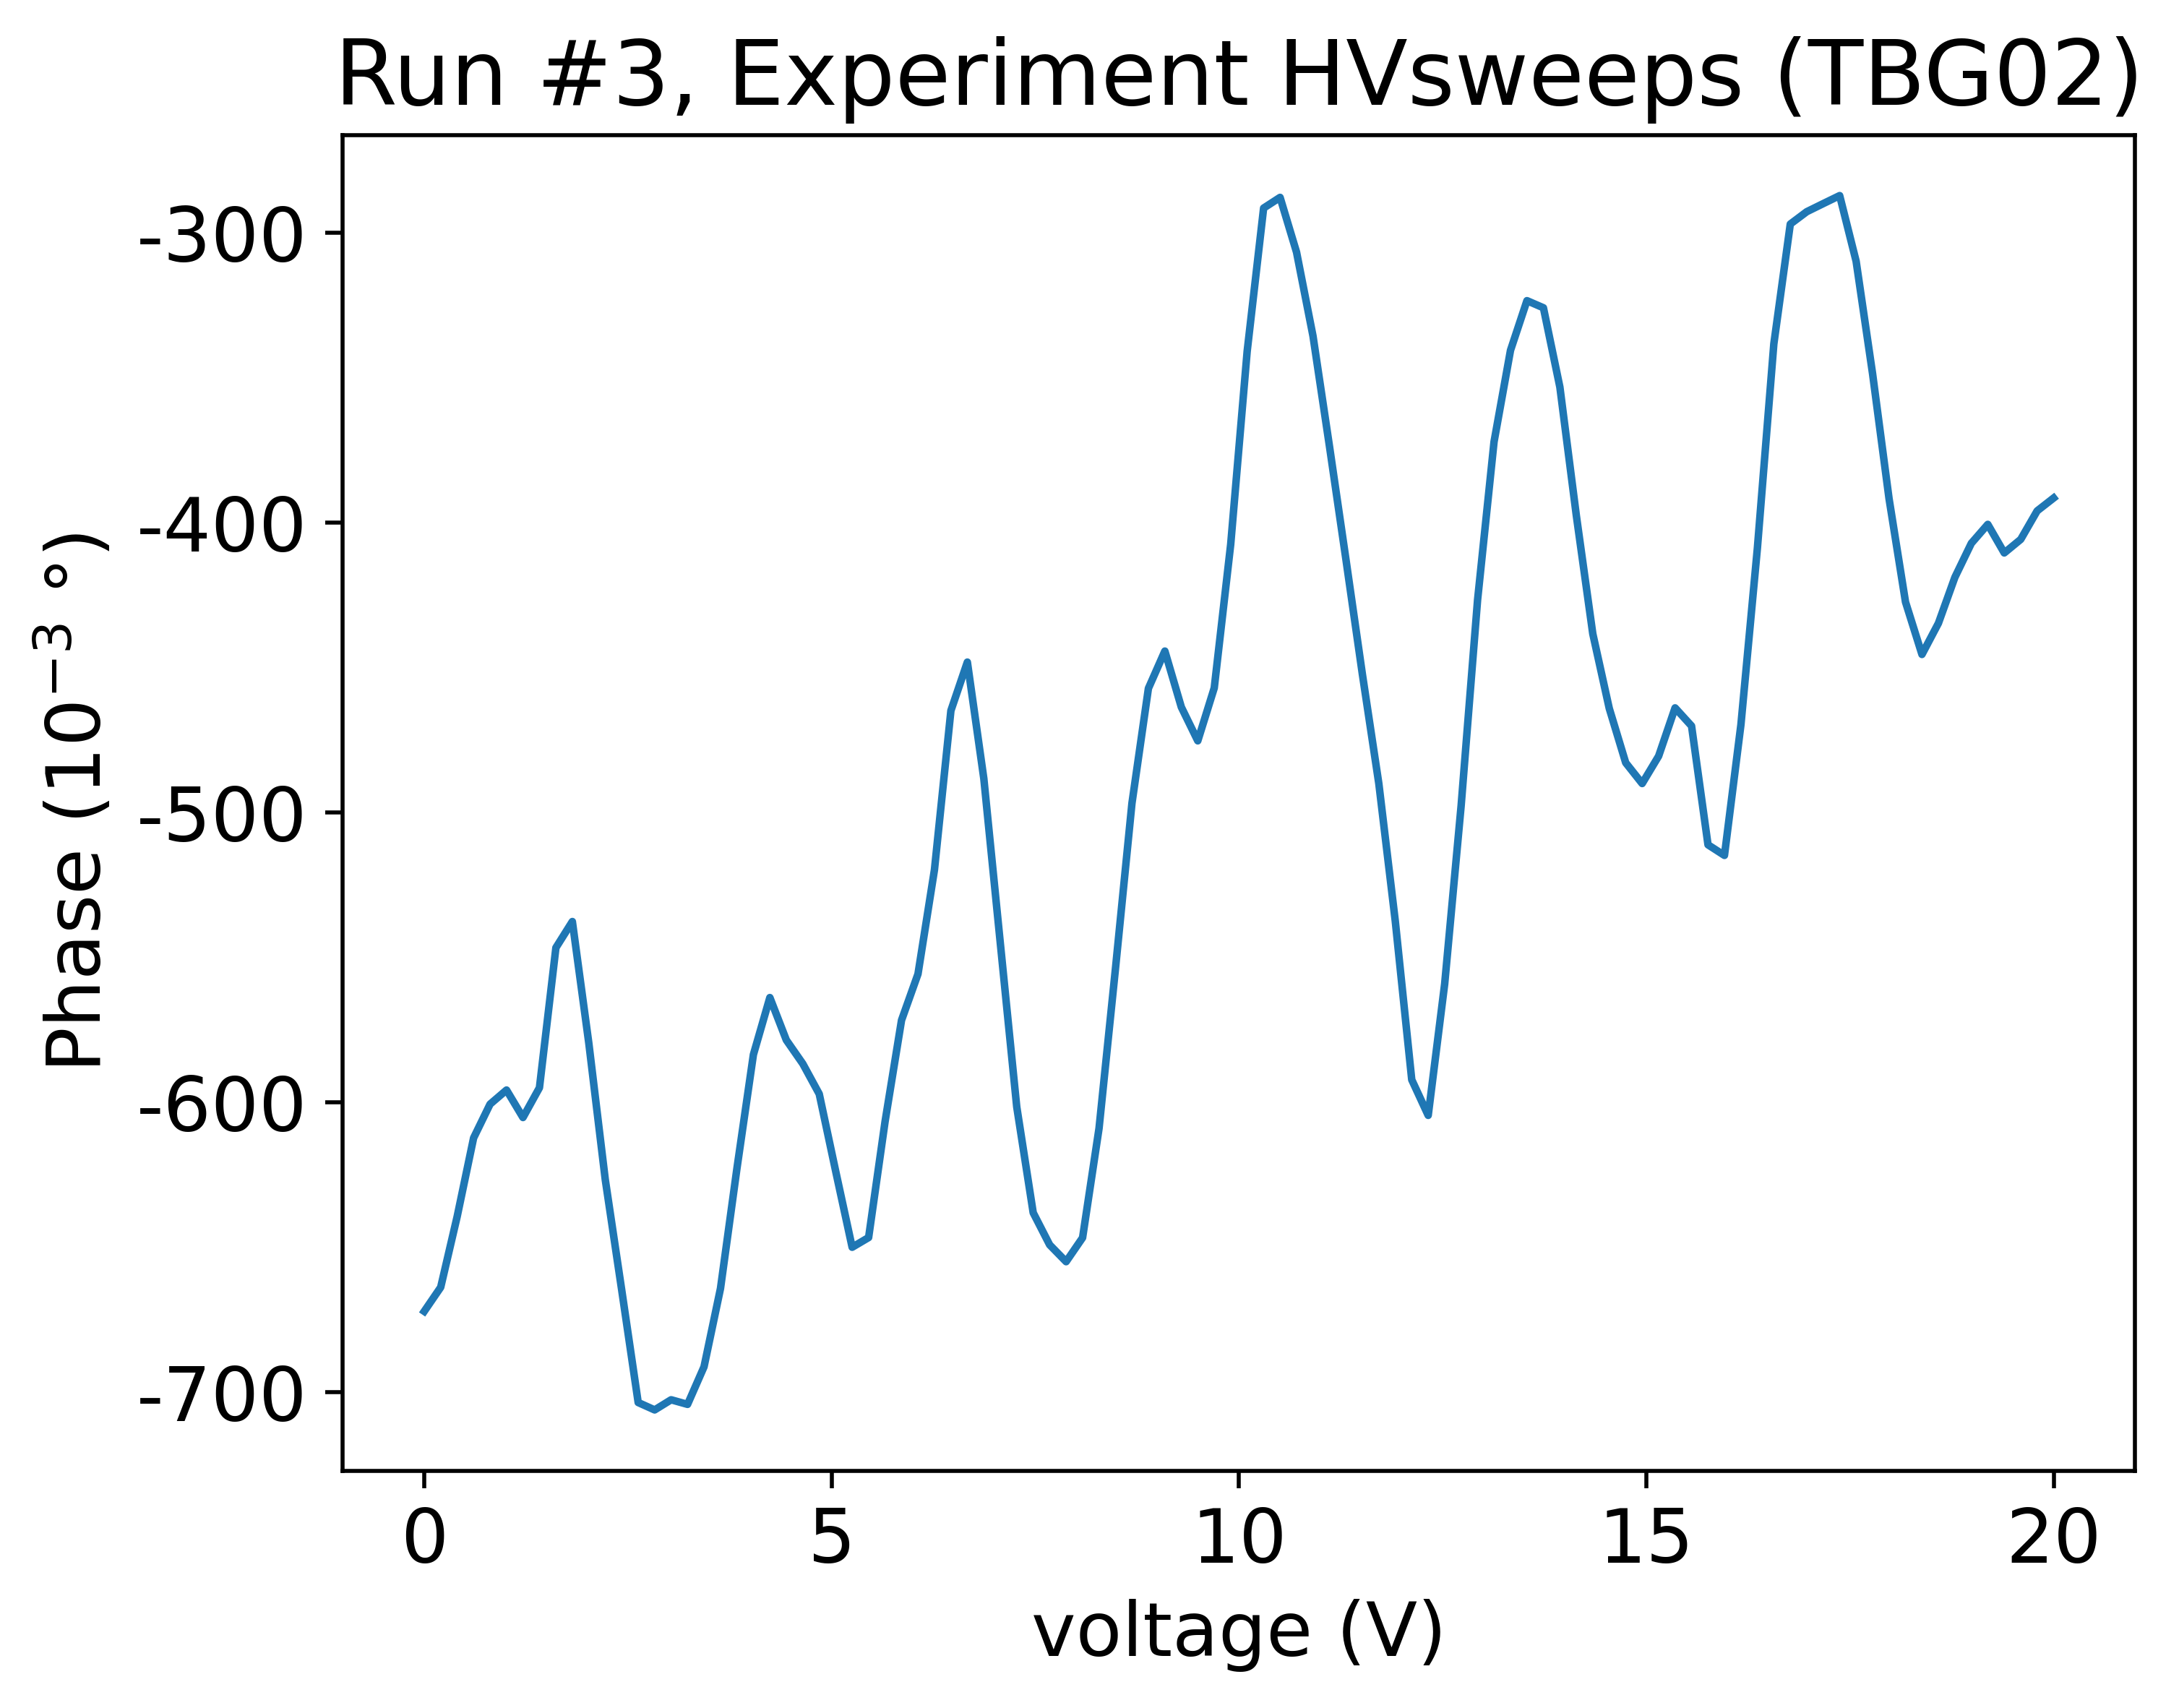 Run #3, Experiment HVsweeps (TBG02)
Phase (10⁻³ °)
-300
-400
-500
-600
-700
0 5 10 15 20
voltage (V)